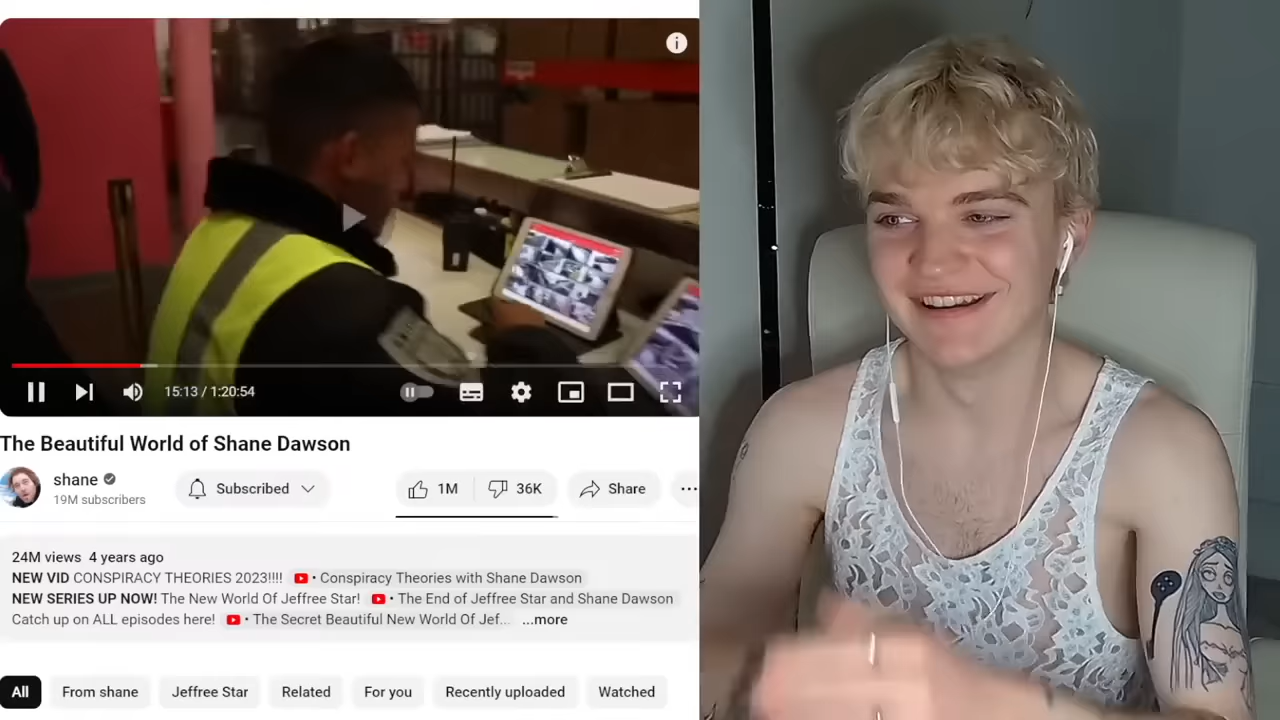 15:13 / 1:20:54
The Beautiful World of Shane Dawson
shane
19M subscribers
Subscribed
1M
36K
Share
24M views 4 years ago
NEW VID CONSPIRACY THEORIES 2023!!!! • Conspiracy Theories with Shane Dawson
NEW SERIES UP NOW! The New World Of Jeffree Star! • The End of Jeffree Star and Shane Dawson
Catch up on ALL episodes here! • The Secret Beautiful New World Of Jef... ...more
All
From shane
Jeffree Star
Related
For you
Recently uploaded
Watched